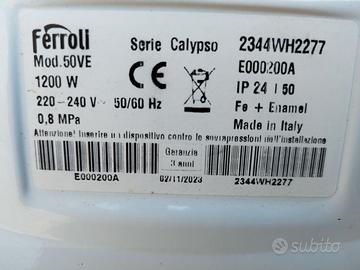 Ferroli Serie Calypso 2344WH2277
Mod. 50VE E000200A
1200 W CE IP 24 I 50
220-240 V~ 50/60 Hz Fe + Enamel
0,8 MPa Made in Italy
Attenzione! Inserire un dispositivo contro le sovrapressioni dell'installazione
Garanzia
3 anni
E000200A 02/11/2023 2344WH2277
subito